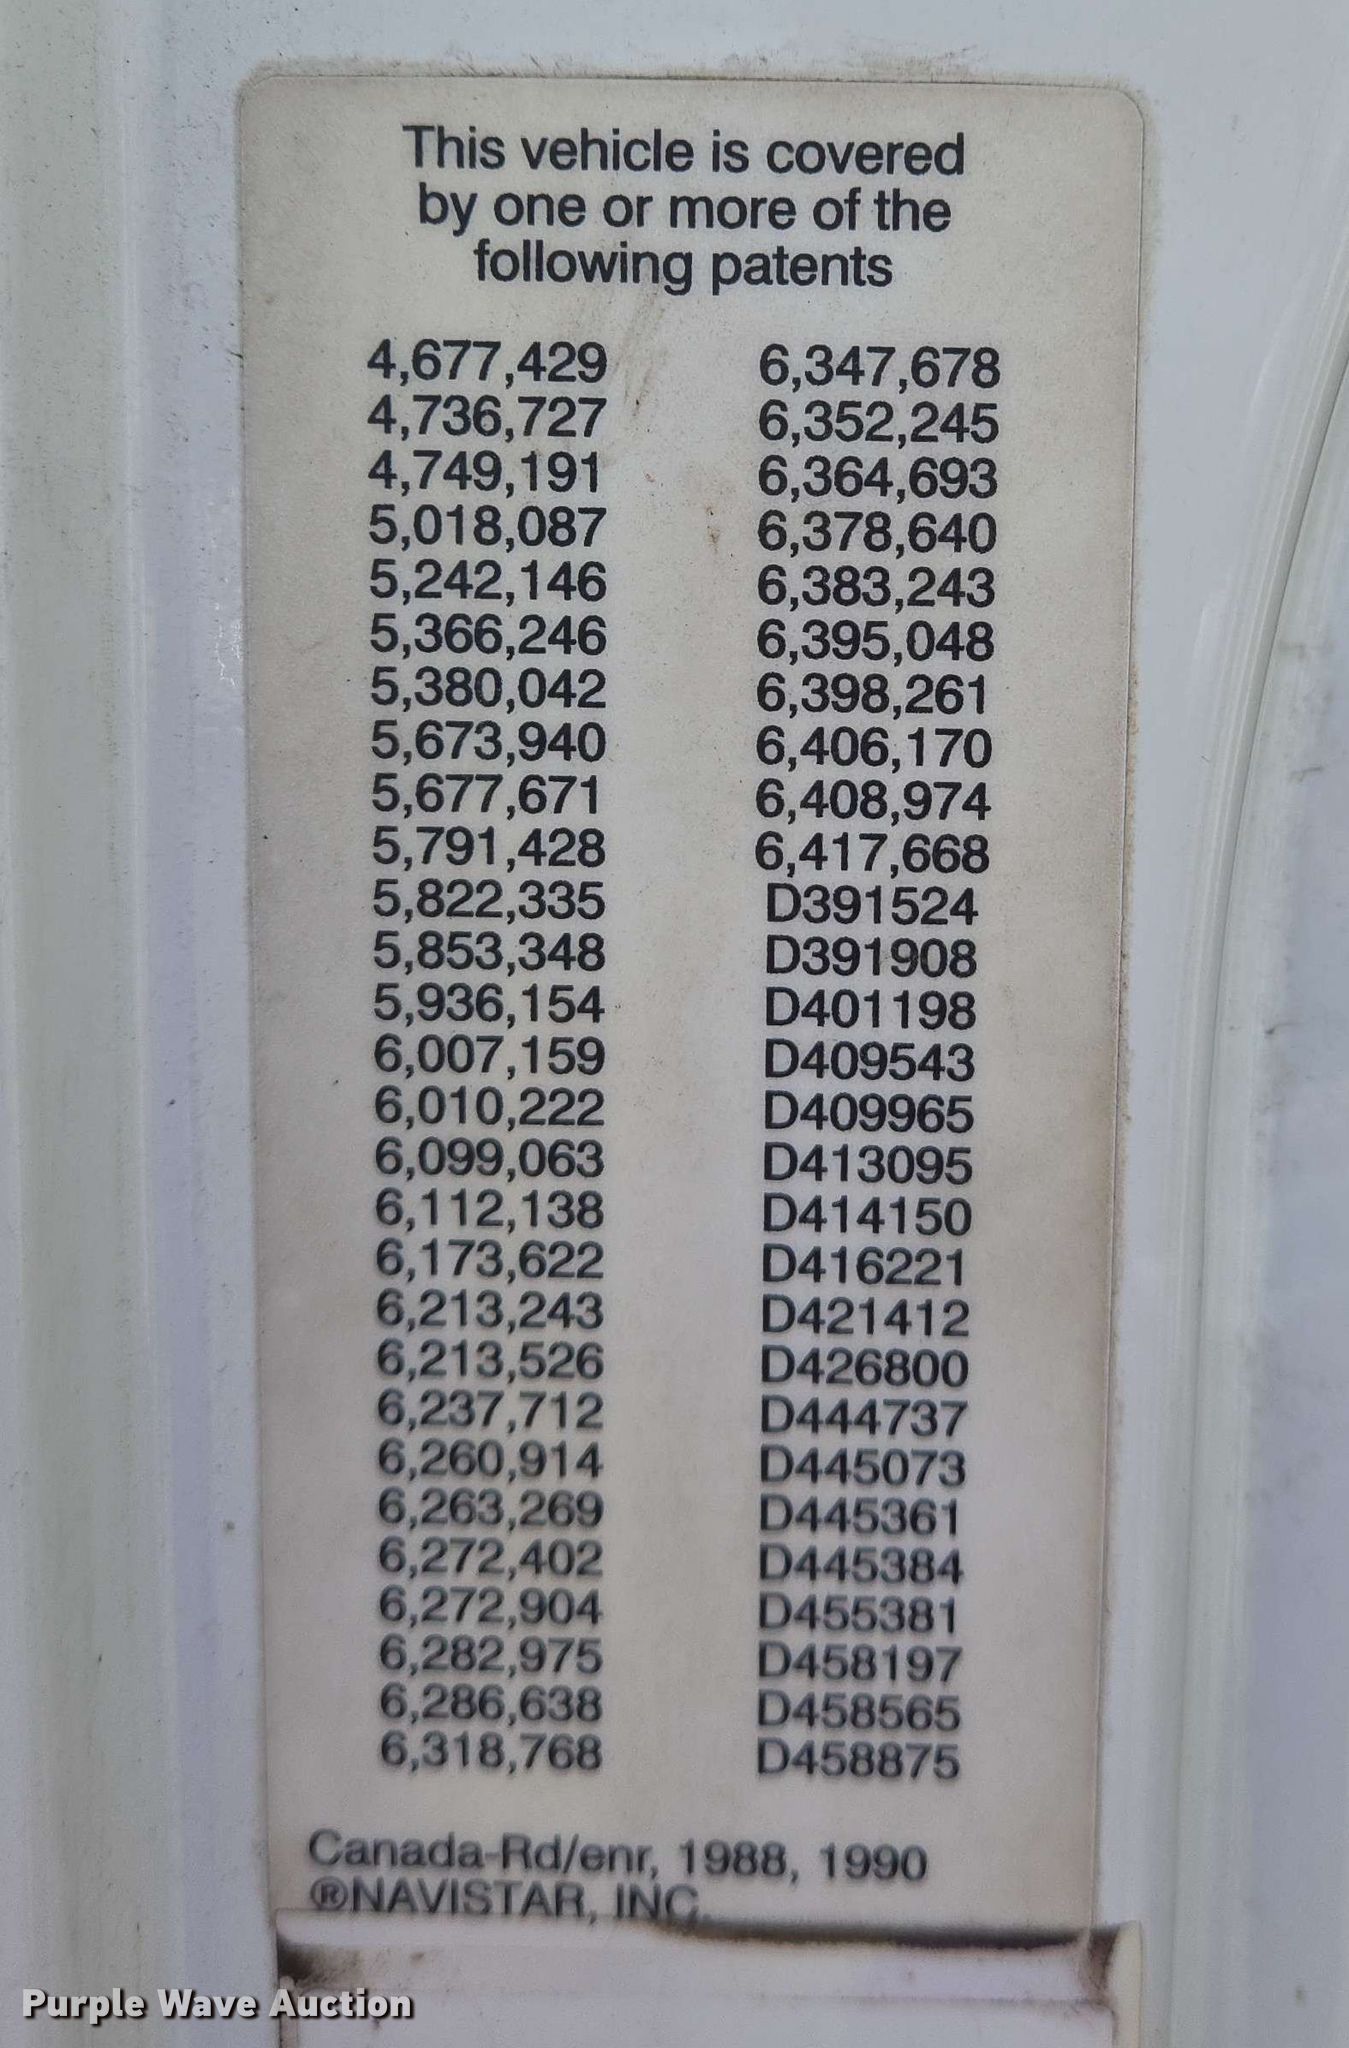 This vehicle is covered
by one or more of the
following patents
4,677,429 6,347,678
4,736,727 6,352,245
4,749,191 6,364,693
5,018,087 6,378,640
5,242,146 6,383,243
5,366,246 6,395,048
5,380,042 6,398,261
5,673,940 6,406,170
5,677,671 6,408,974
5,791,428 6,417,668
5,822,335 D391524
5,853,348 D391908
5,936,154 D401198
6,007,159 D409543
6,010,222 D409965
6,099,063 D413095
6,112,138 D414150
6,173,622 D416221
6,213,243 D421412
6,213,526 D426800
6,237,712 D444737
6,260,914 D445073
6,263,269 D445361
6,272,402 D445384
6,272,904 D455381
6,282,975 D458197
6,286,638 D458565
6,318,768 D458875
Canada-Rd/enr, 1988, 1990
®NAVISTAR, INC.
Purple Wave Auction